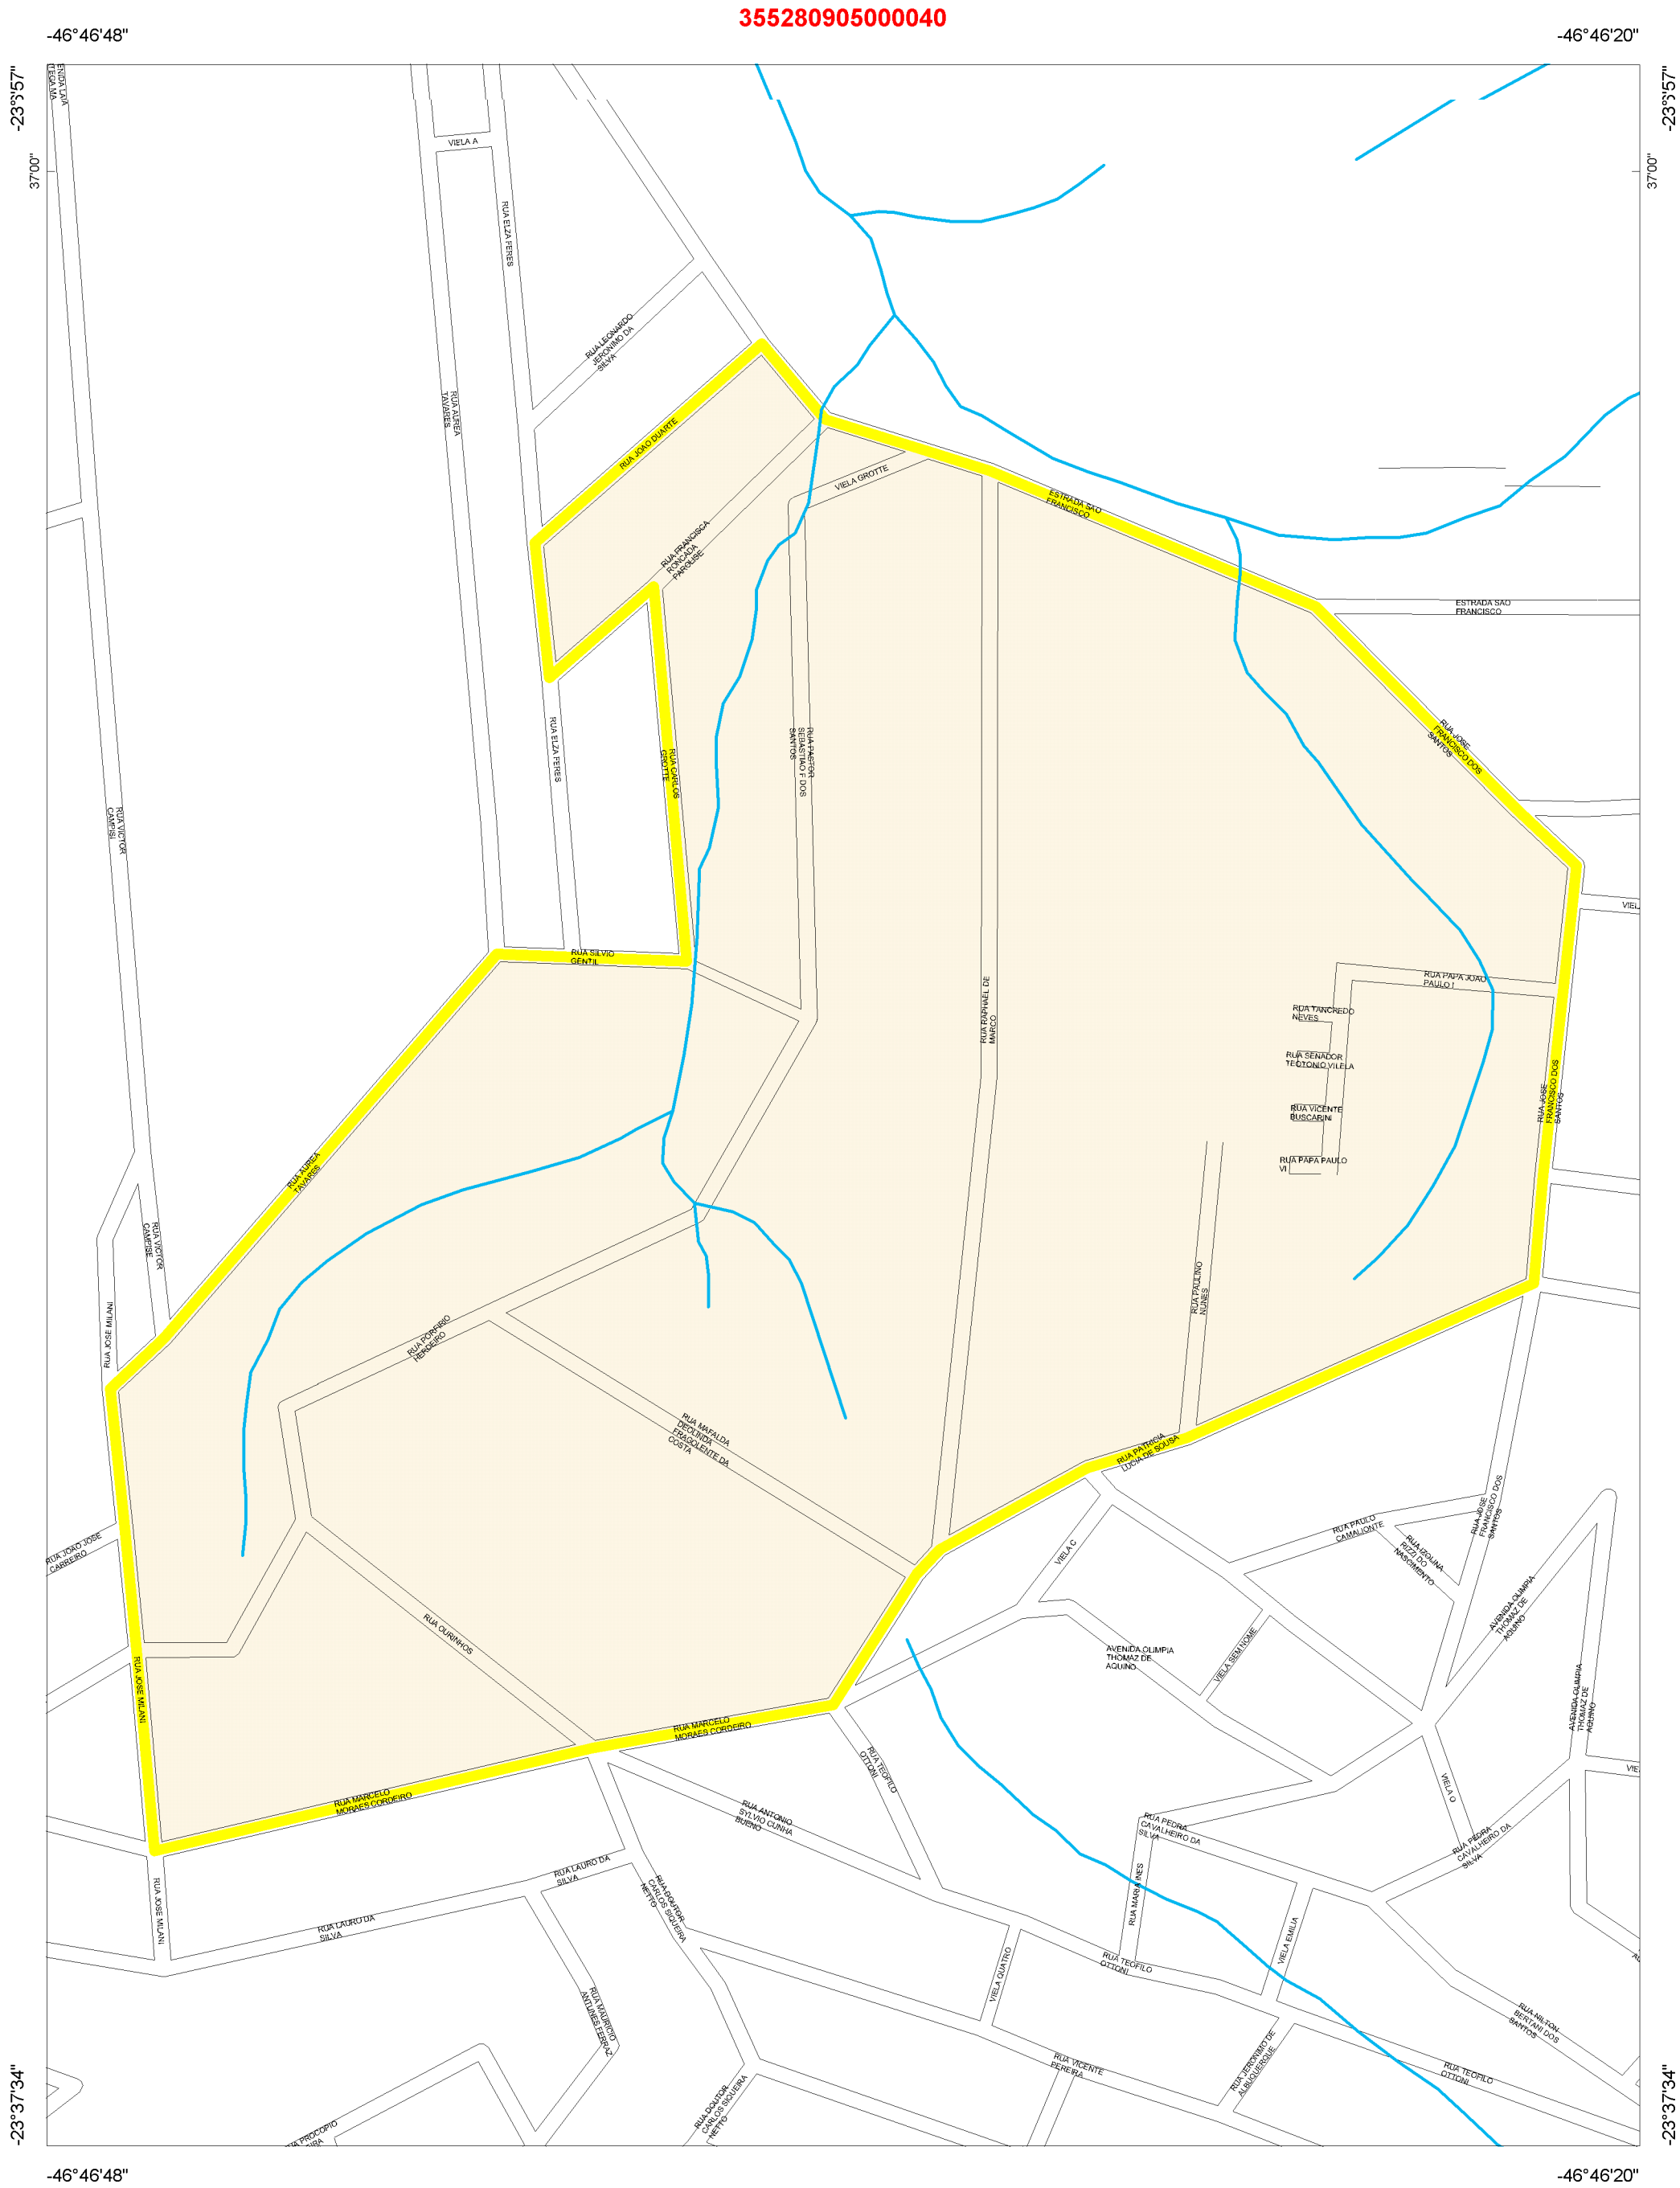 355280905000040
-46°46'48"
-46°46'20"
37'00"
37'00"
VIELA A
RUA ELZA FERES
RUA LEONARDO
JERONIMO DA
SILVA
RUA AUREA
TAVARES
RUA JOAO DUARTE
VIELA GROTTE
ESTRADA SAO
FRANCISCO
RUA FRANCISCA
RONCADA
PAROLISE
ESTRADA SAO
FRANCISCO
RUA ELZA FERES
RUA CARLOS
GROTTE
RUA PASTOR
SEBASTIAO F DOS
SANTOS
RUA JOSE
FRANCISCO DOS
SANTOS
RUA VICTOR
CAMPISI
VIEL
RUA SILVIO
GENTIL
RUA RAPHAEL DE
MARCO
RUA PAPA JOAO
PAULO I
RUA TANCREDO
NEVES
RUA SENADOR
TEOTONIO VILELA
RUA VICENTE
BUSCARINI
RUA PAPA PAULO
VI
RUA JOSE
FRANCISCO DOS
SANTOS
RUA AUREA
TAVARES
RUA VICTOR
CAMPISE
RUA JOSE MILANI
RUA PAULINO
NUNES
RUA PORFIRIO
HERDEIRO
RUA MAFALDA
DEOLINDA
FRAGOLENTE DA
COSTA
RUA PATRICIA
LUCIA DE SOUSA
RUA JOAO JOSE
CARREIRO
VIELA C
RUA PAULO
CAMALIONTE
RUA JOSE
FRANCISCO DOS
SANTOS
RUA IZOLINA
RIZZI DO
NASCIMENTO
AVENIDA OLIMPIA
THOMAZ DE
AQUINO
RUA OURINHOS
AVENIDA OLIMPIA
THOMAZ DE
AQUINO
VIELA SEM NOME
AVENIDA OLIMPIA
THOMAZ DE
AQUINO
RUA JOSE MILANI
RUA MARCELO
MORAES CORDEIRO
RUA MARCELO
MORAES CORDEIRO
RUA TEOFILO
OTTONI
VIELA O
VIE
RUA ANTONIO
SYLVIO CUNHA
BUENO
RUA PEDRA
CAVALHEIRO DA
SILVA
RUA PEDRA
CAVALHEIRO DA
SILVA
RUA LAURO DA
SILVA
RUA JOSE MILANI
RUA DOUTOR
CARLOS SIQUEIRA
NETTO
RUA MARIA INES
RUA LAURO DA
SILVA
VIELA EMILIA
VIELA QUATRO
RUA TEOFILO
OTTONI
RUA MAURICIO
ANTUNES FERRAZ
RUA NILTON
BERTANI DOS
SANTOS
RUA VICENTE
PEREIRA
RUA JERONIMO DE
ALBUQUERQUE
RUA TEOFILO
OTTONI
RUA DOUTOR
CARLOS SIQUEIRA
NETTO
-23°37'34"
-23°37'34"
-46°46'48"
-46°46'20"